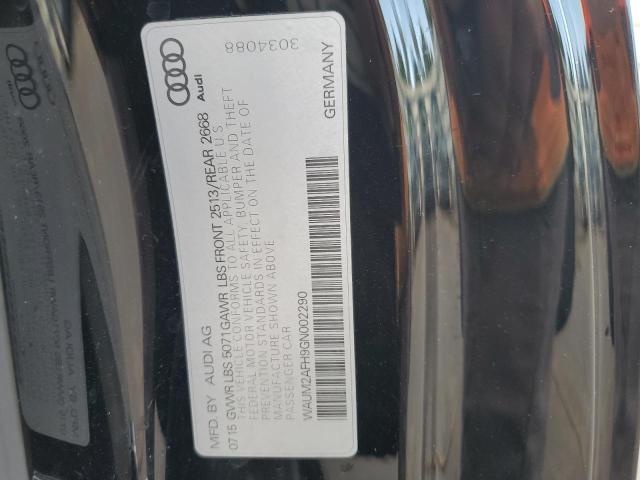 MFD. BY AUDI AG
0715 GVWR LBS 5071 GAWR LBS FRONT 2513/REAR 2668
THIS VEHICLE CONFORMS TO ALL APPLICABLE U S
FEDERAL MOTOR VEHICLE SAFETY, BUMPER AND THEFT
PREVENTION STANDARDS IN EFFECT ON THE DATE OF
MANUFACTURE SHOWN ABOVE
PASSENGER CAR
WAUM2AFH9GN002290
GERMANY
3034088
Audi